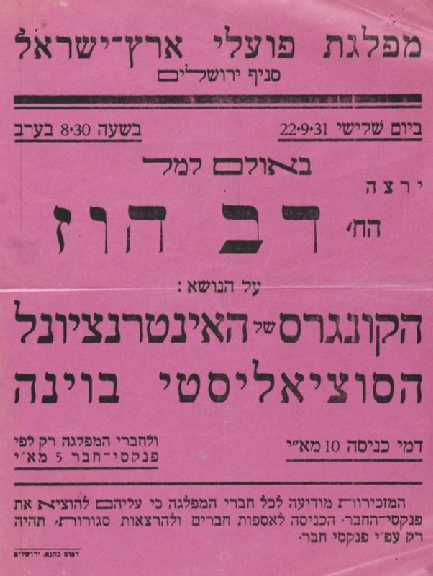 מפלגת פועלי ארץ־ישראל
סניף ירושלים
ביום שלישי 22·9·31 בשעה 8·30 בערב
באולם למל
ירצה
הח׳ דב הוז
על הנושא:
הקונגרס של האינטרנציונל
הסוציאליסטי בוינה
דמי כניסה 10 מא״י
ולחברי המפלגה רק לפי
פנקסי־חבר 5 מא״י
המזכירות מודיעה לכל חברי המפלגה כי עליהם להוציא את
פנקסי־החבר. הכניסה לאספות חברים ולהרצאות סגורות תהיה
רק עפ״י פנקסי חבר.
דפוס כהנא, ירושלים